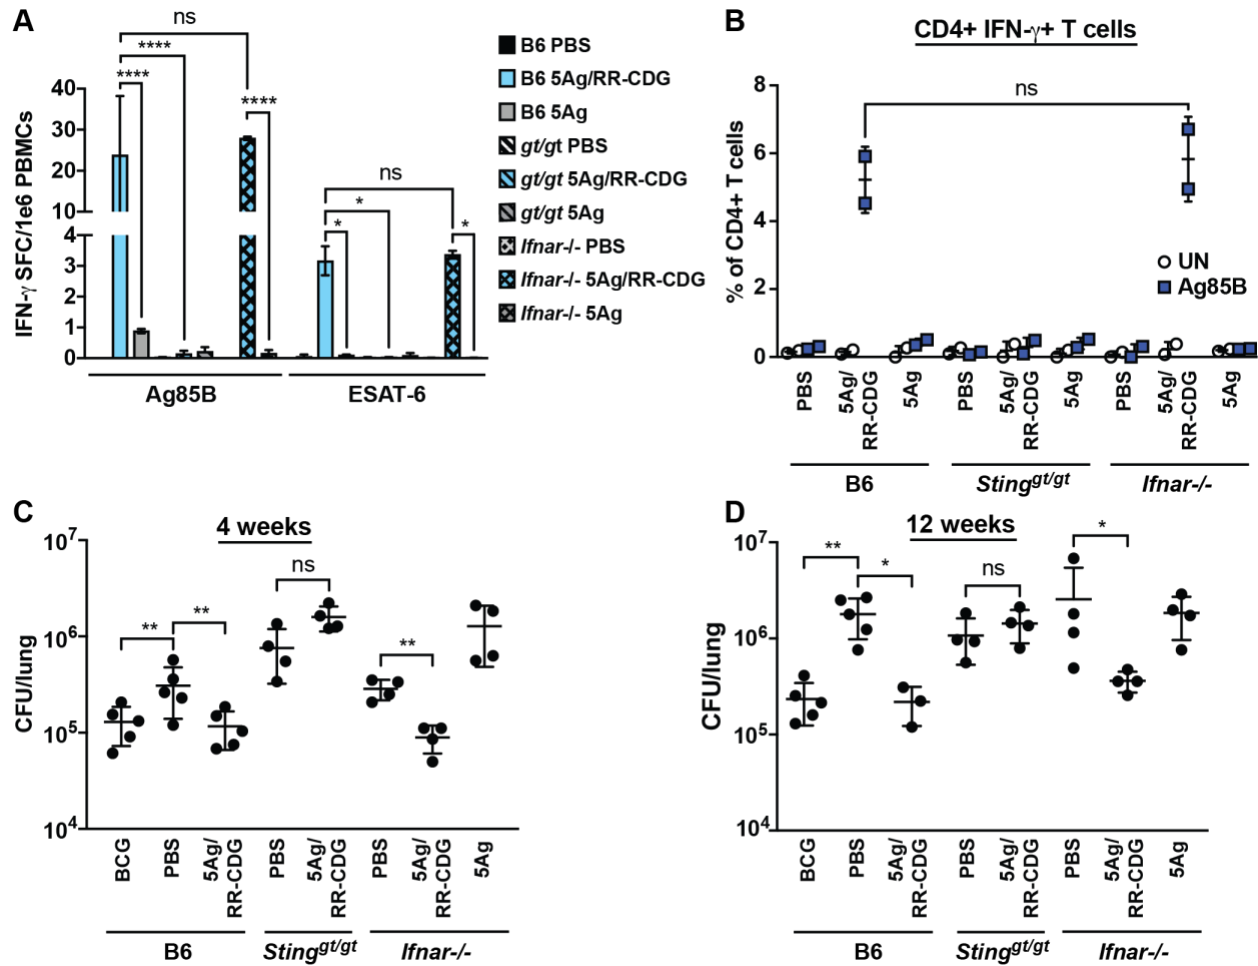 A
ns
****
****
****
ns
*
*
*
IFN-γ SFC/1e6 PBMCs
40
30
20
10
4
3
2
1
0
Ag85B
ESAT-6
B6 PBS
B6 5Ag/RR-CDG
B6 5Ag
gt/gt PBS
gt/gt 5Ag/RR-CDG
gt/gt 5Ag
Ifnar-/- PBS
Ifnar-/- 5Ag/RR-CDG
Ifnar-/- 5Ag
B
CD4+ IFN-γ+ T cells
ns
% of CD4+ T cells
8
6
4
2
0
UN
Ag85B
PBS
5Ag/
RR-CDG
5Ag
PBS
5Ag/
RR-CDG
5Ag
PBS
5Ag/
RR-CDG
5Ag
B6
Sting^gt/gt
Ifnar-/-
C
4 weeks
ns
**
**
**
CFU/lung
10^7
10^6
10^5
10^4
BCG
PBS
5Ag/
RR-CDG
PBS
5Ag/
RR-CDG
PBS
5Ag/
RR-CDG
5Ag
B6
Sting^gt/gt
Ifnar-/-
D
12 weeks
**
*
ns
*
CFU/lung
10^7
10^6
10^5
10^4
BCG
PBS
5Ag/
RR-CDG
PBS
5Ag/
RR-CDG
PBS
5Ag/
RR-CDG
5Ag
B6
Sting^gt/gt
Ifnar-/-